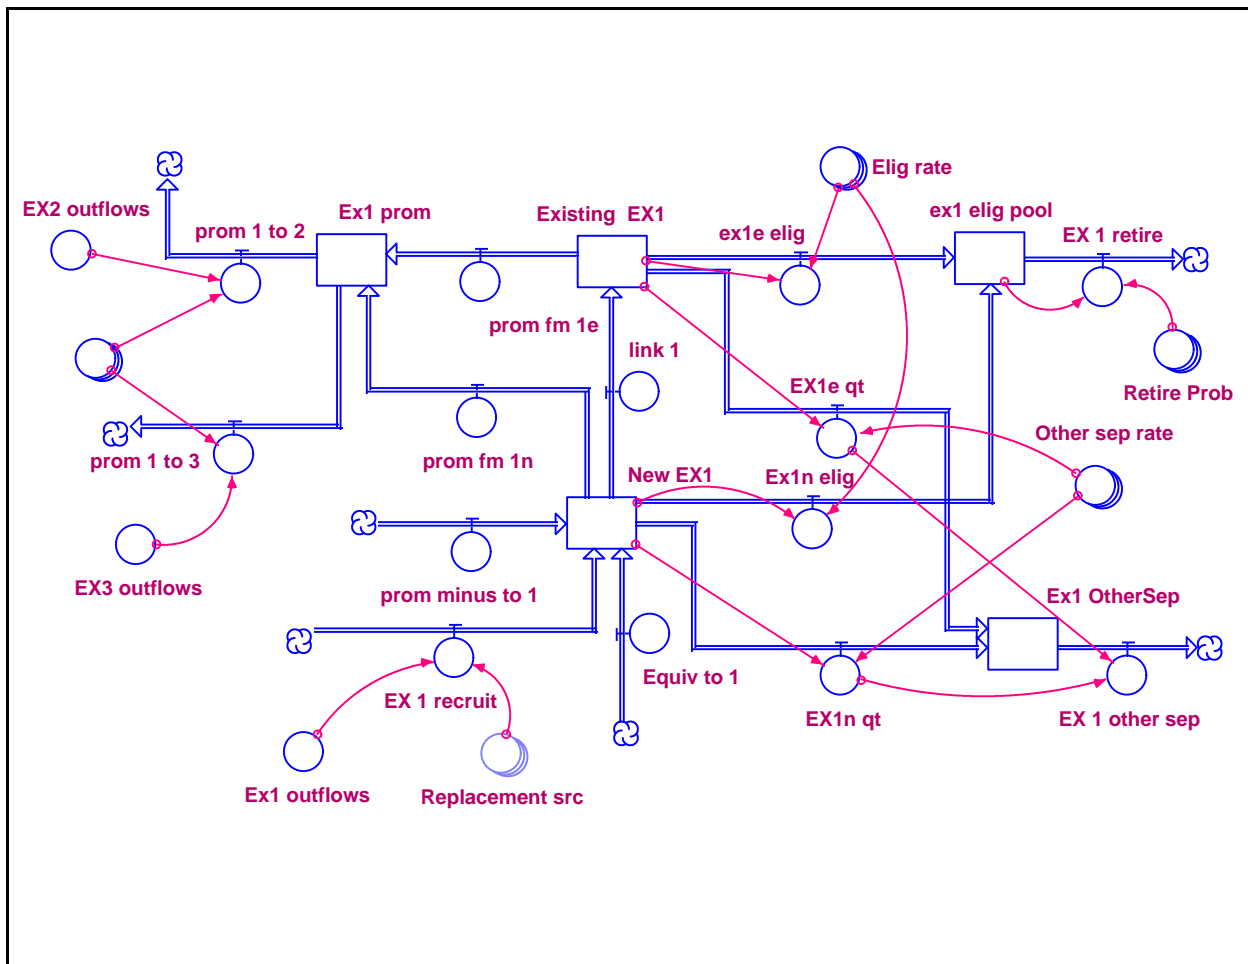 Elig rate
EX2 outflows
prom 1 to 2
Ex1 prom
Existing  EX1
ex1e elig
ex1 elig pool
EX 1 retire
prom fm 1e
link 1
EX1e qt
Retire Prob
prom 1 to 3
prom fm 1n
New EX1
Ex1n elig
Other sep rate
EX3 outflows
prom minus to 1
Ex1 OtherSep
EX 1 recruit
Equiv to 1
EX1n qt
EX 1 other sep
Ex1 outflows
Replacement src